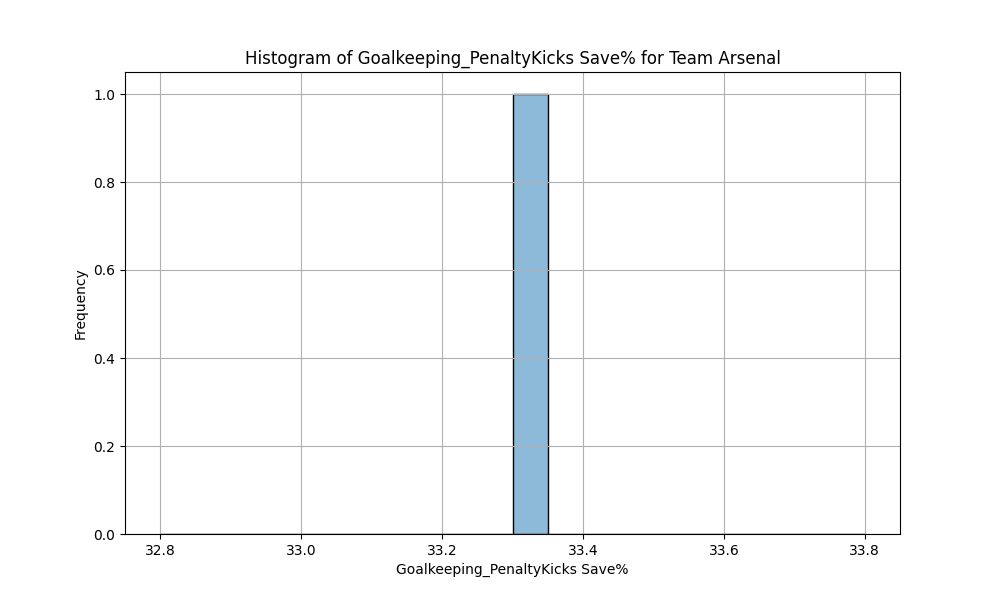 Histogram of Goalkeeping_PenaltyKicks Save% for Team Arsenal
Frequency
1.0
0.8
0.6
0.4
0.2
0.0
32.8 33.0 33.2 33.4 33.6 33.8
Goalkeeping_PenaltyKicks Save%